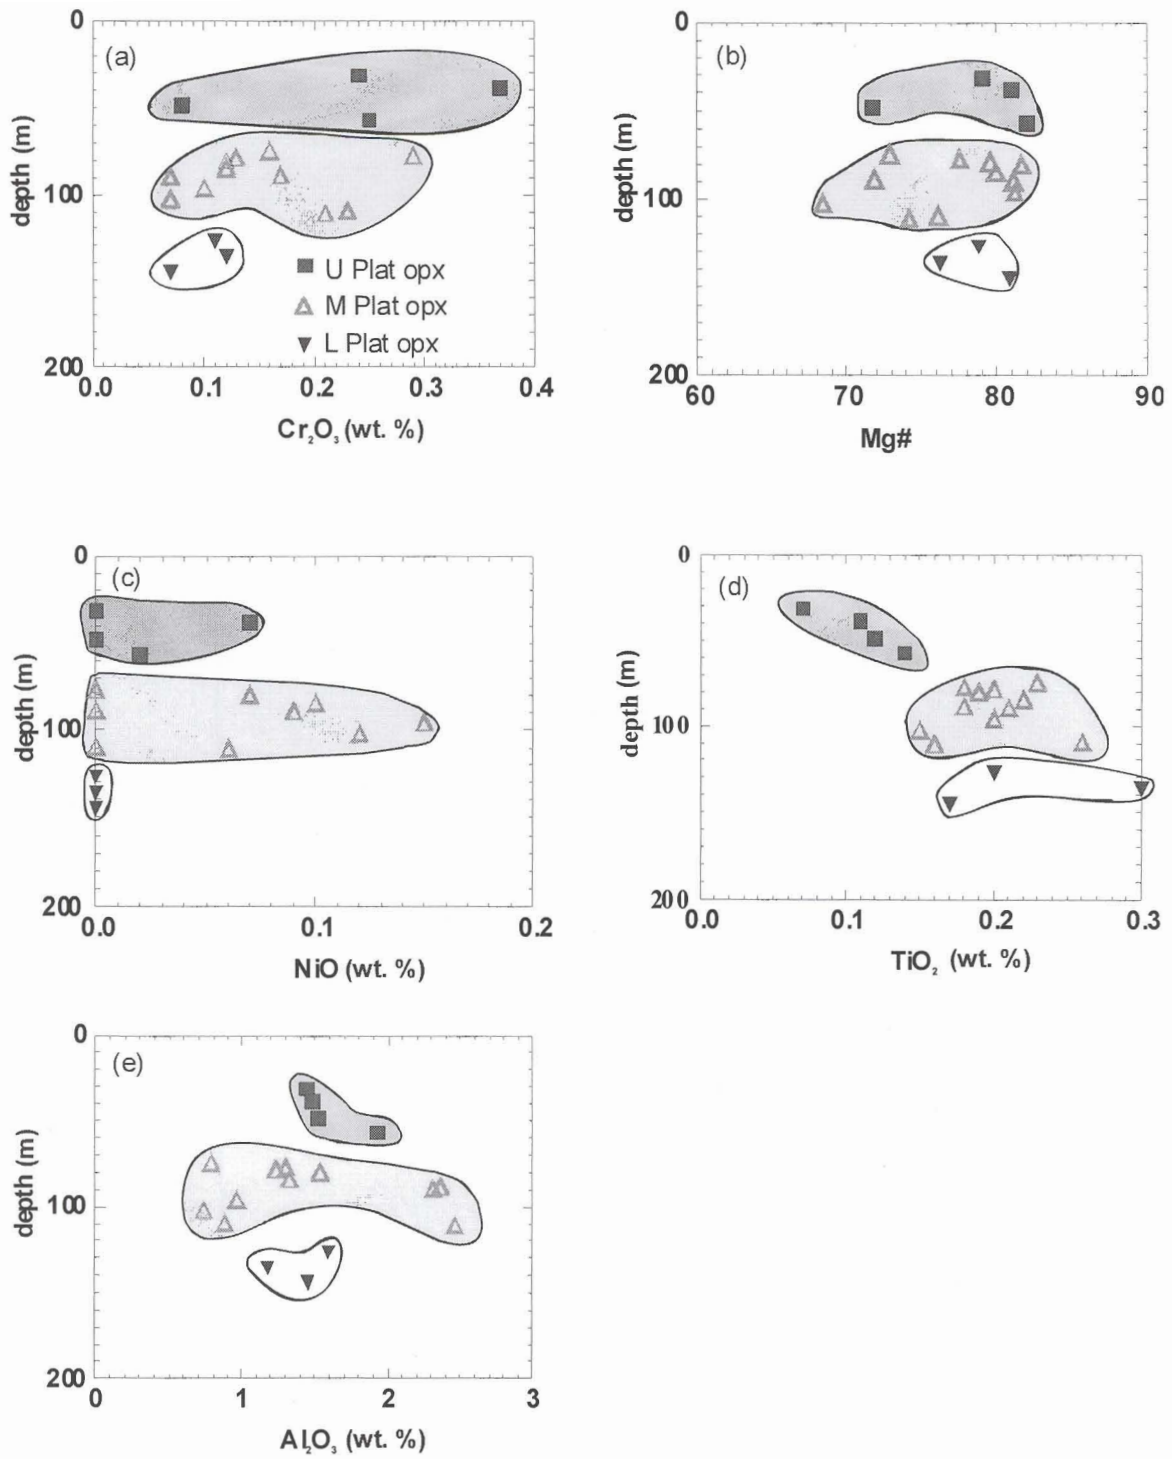 0
(a)
depth (m)
100
U Plat opx
M Plat opx
L Plat opx
200
0.0 0.1 0.2 0.3 0.4
Cr₂O₃ (wt. %)
0
(b)
depth (m)
100
200
60 70 80 90
Mg#
0
(c)
depth (m)
100
200
0.0 0.1 0.2
NiO (wt. %)
0
(d)
depth (m)
100
200
0.0 0.1 0.2 0.3
TiO₂ (wt. %)
0
(e)
depth (m)
100
200
0 1 2 3
Al₂O₃ (wt. %)